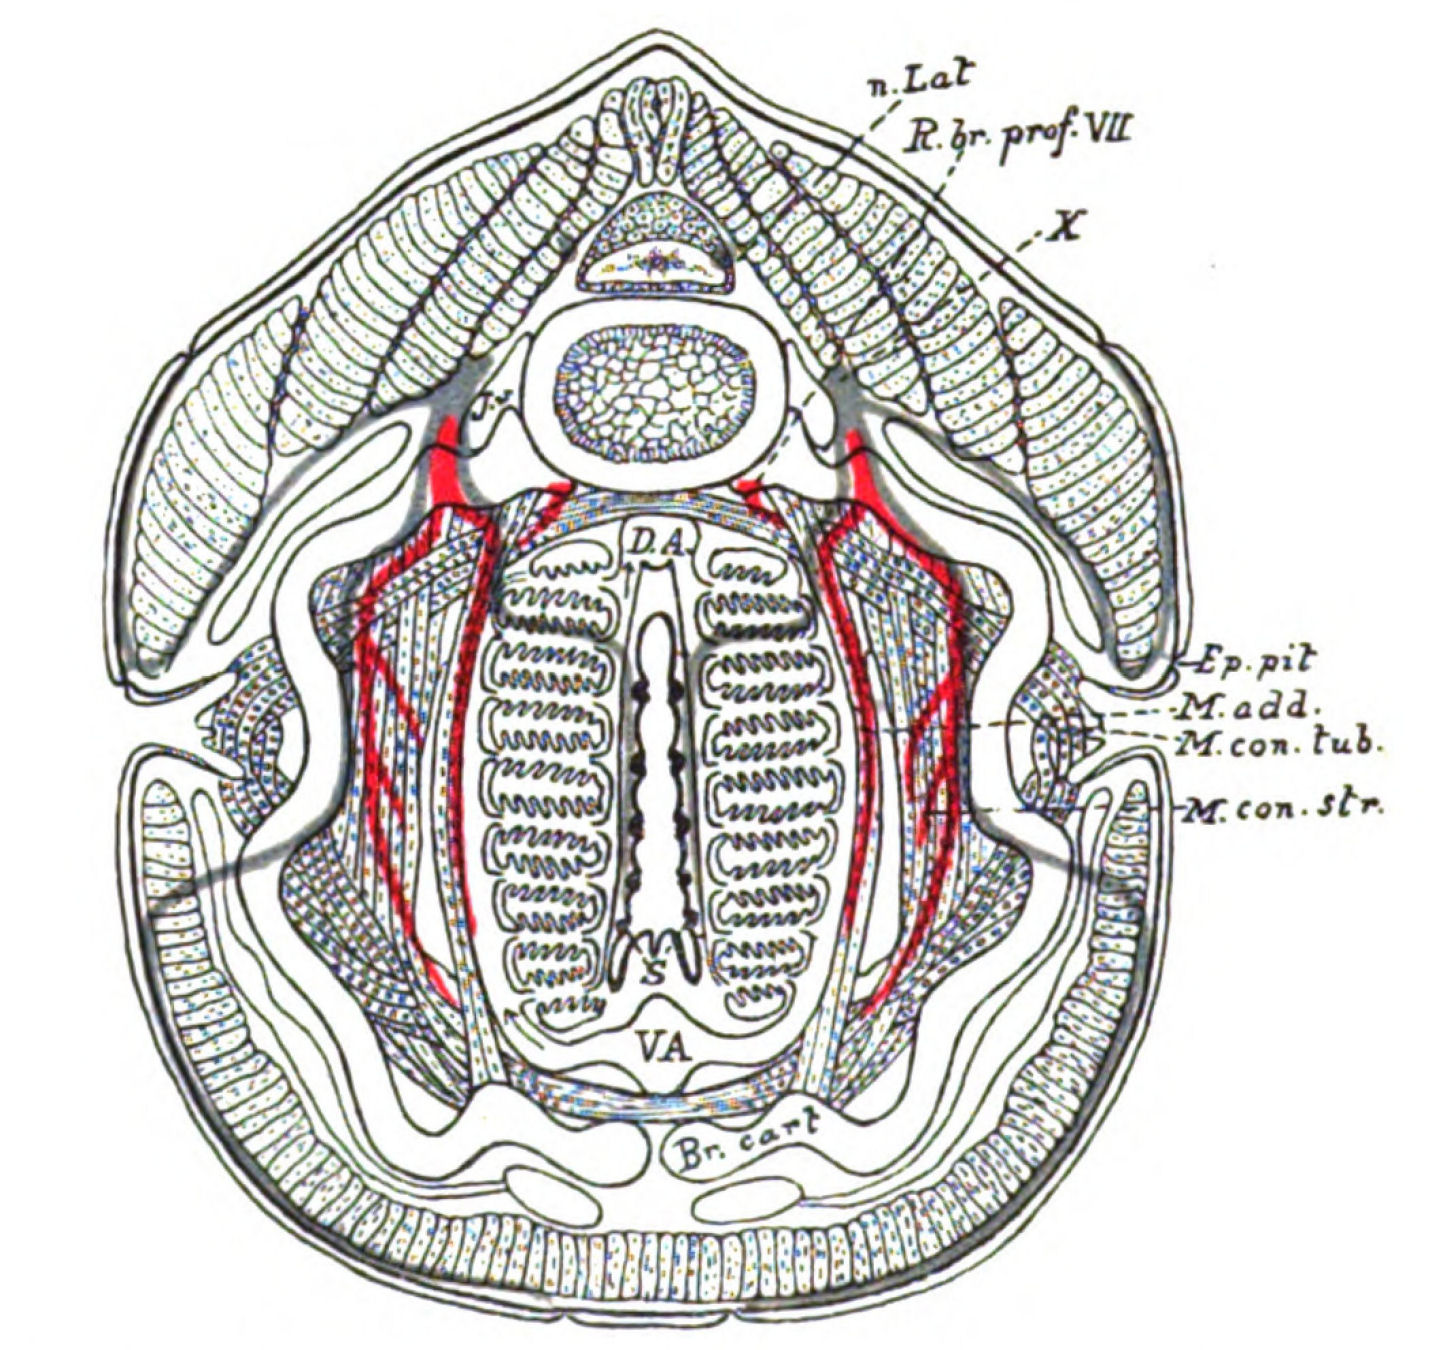 n. Lat
R. br. prof. VII
X
J.v.
D.A.
Ep. pit
M. add.
M. con. tub.
M. con. str.
S
VA
Br. cart